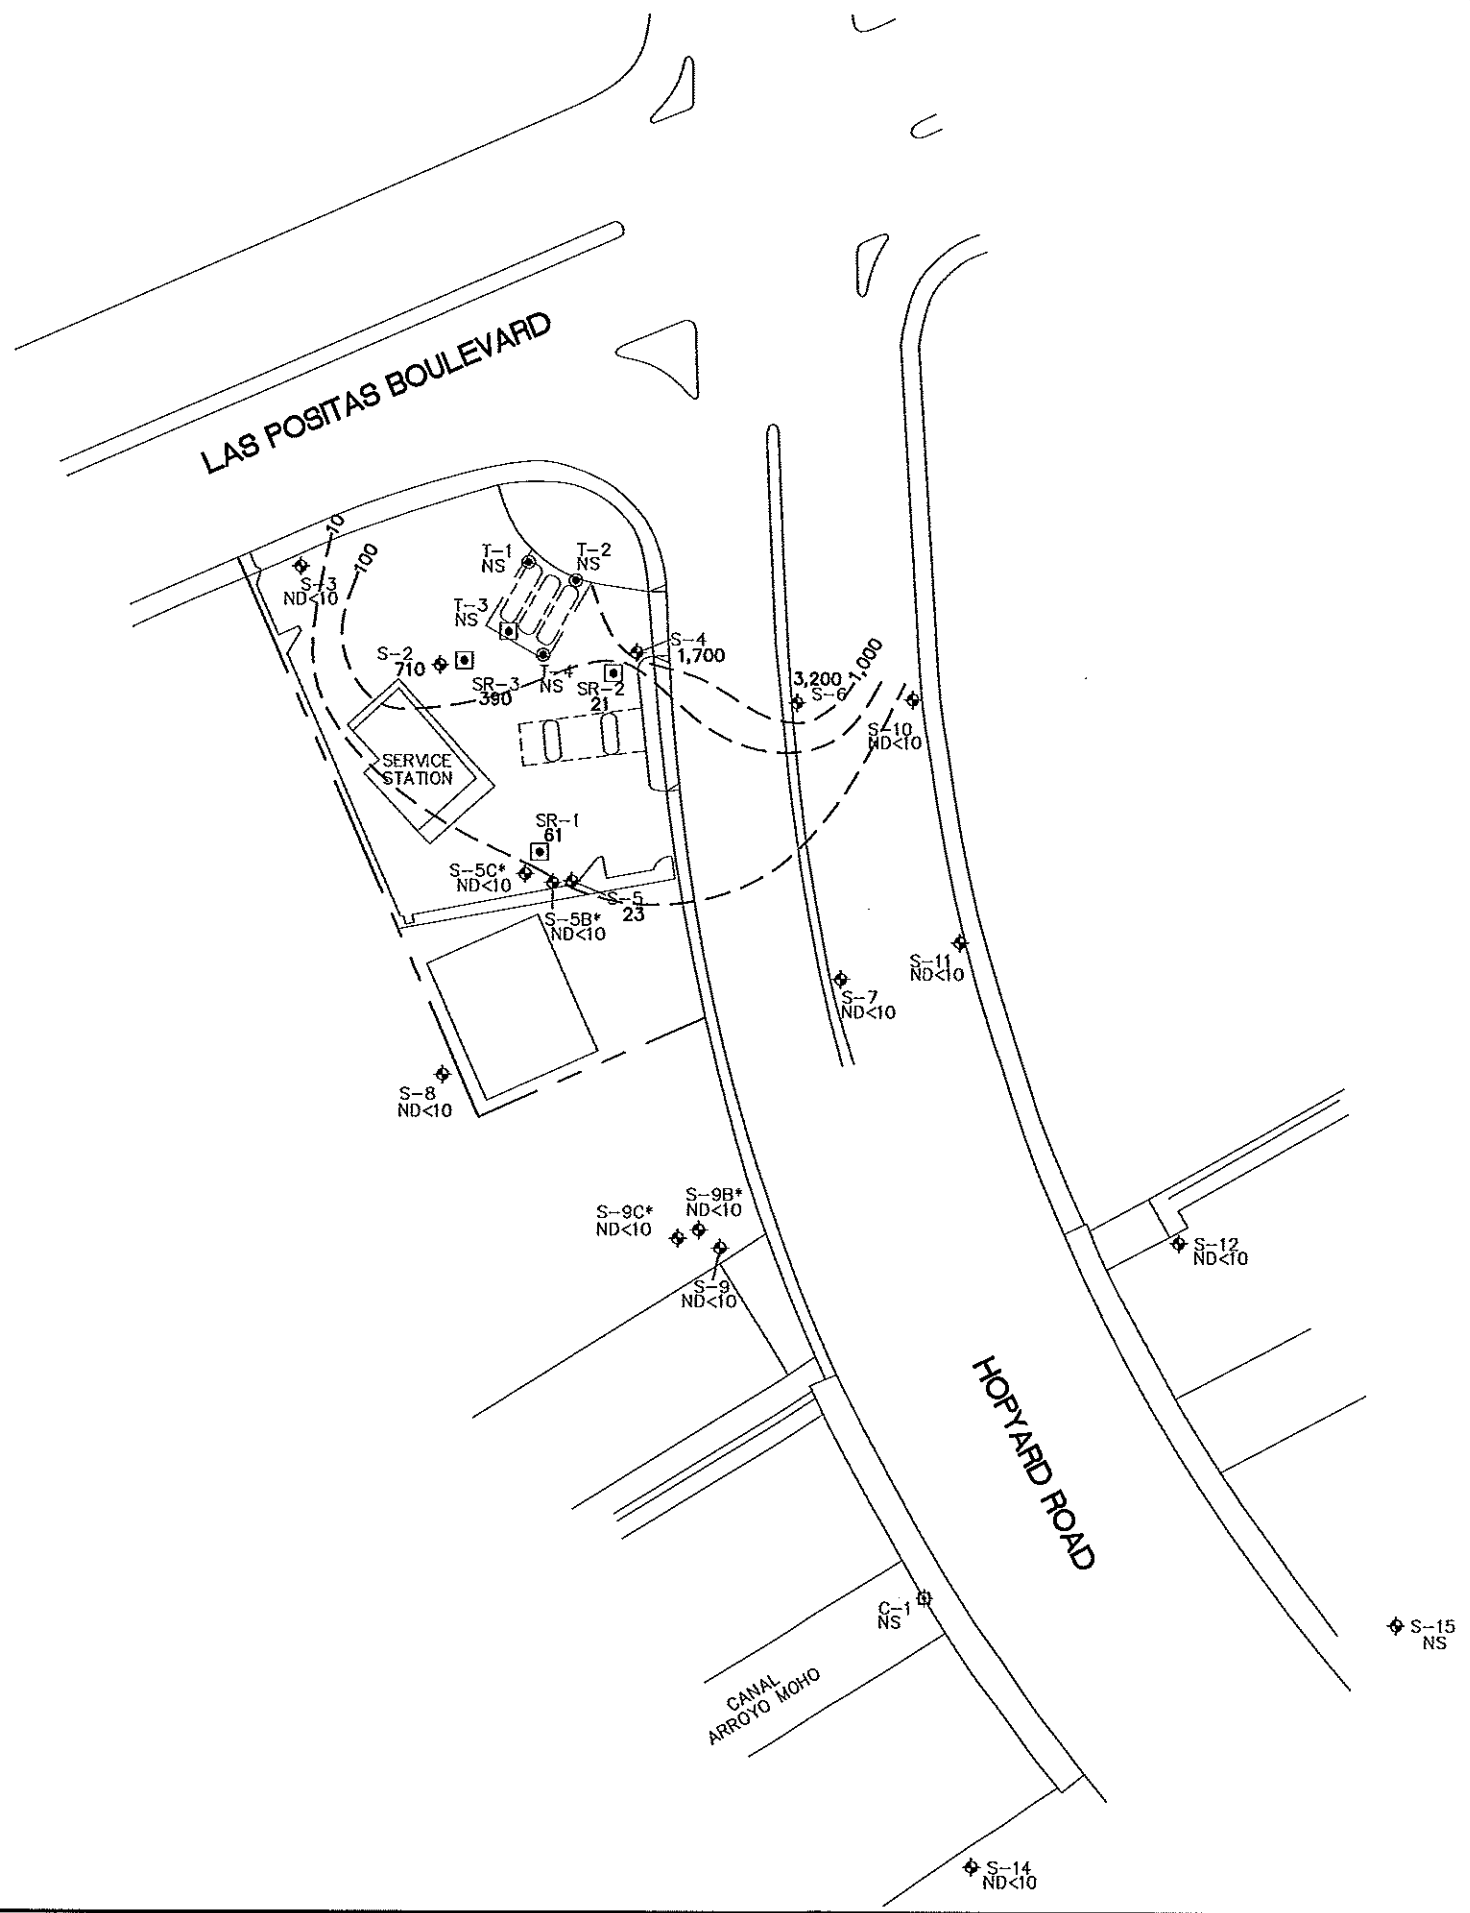 LAS POSITAS BOULEVARD
10
100
S-3
ND<10
T-1
NS
T-2
NS
T-3
NS
T-4
NS
S-2
710
SR-3
390
SR-2
21
S-4
1,700
3,200
S-6
1,000
S-10
ND<10
SERVICE
STATION
SR-1
61
S-5C*
ND<10
S-5
23
S-5B*
ND<10
S-11
ND<10
S-7
ND<10
S-8
ND<10
S-9B*
ND<10
S-9C*
ND<10
S-9
ND<10
S-12
ND<10
HOPYARD ROAD
C-1
NS
S-15
NS
CANAL
ARROYO MOHO
S-14
ND<10